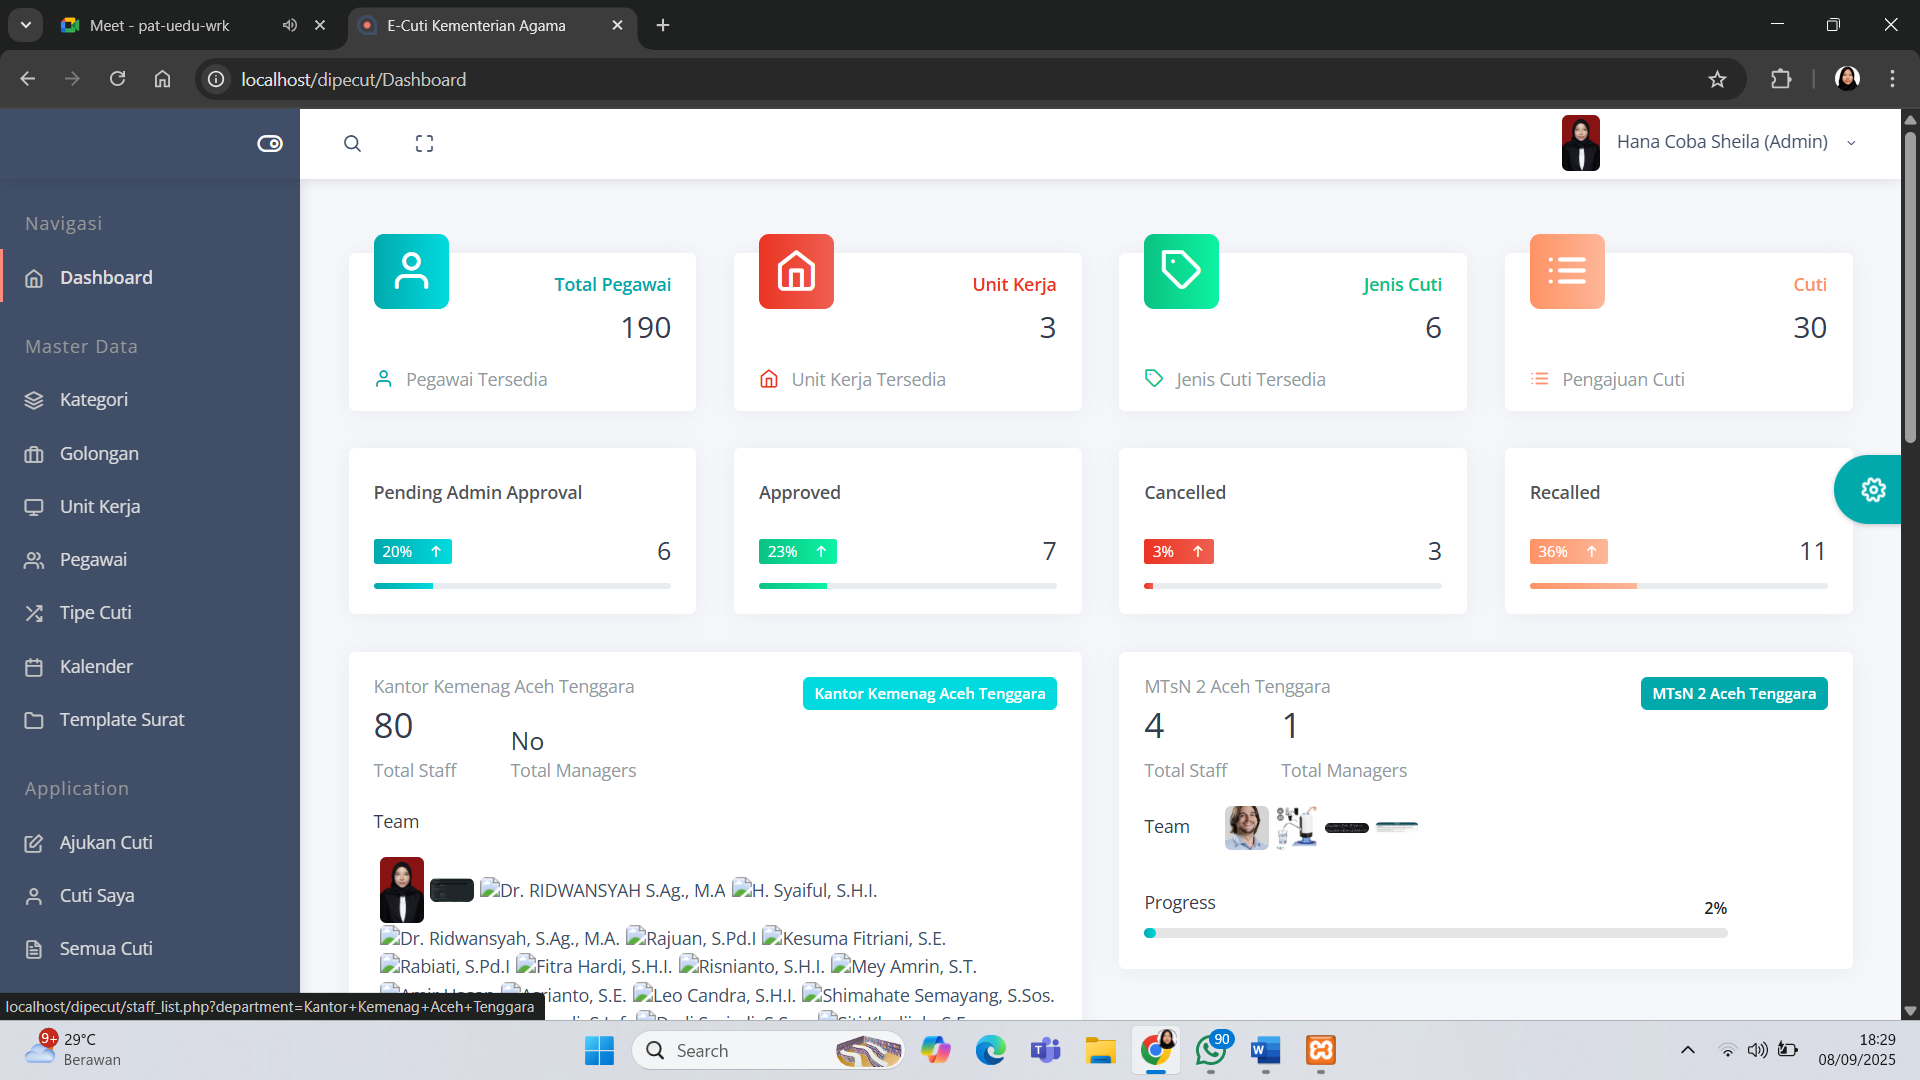 Meet - pat-uedu-wrk
E-Cuti Kementerian Agama
localhost/dipecut/Dashboard
Hana Coba Sheila (Admin)
Navigasi
Dashboard
Master Data
Kategori
Golongan
Unit Kerja
Pegawai
Tipe Cuti
Kalender
Template Surat
Application
Ajukan Cuti
Cuti Saya
Semua Cuti
Total Pegawai
190
Pegawai Tersedia
Unit Kerja
3
Unit Kerja Tersedia
Jenis Cuti
6
Jenis Cuti Tersedia
Cuti
30
Pengajuan Cuti
Pending Admin Approval
20%
6
Approved
23%
7
Cancelled
3%
3
Recalled
36%
11
Kantor Kemenag Aceh Tenggara
Kantor Kemenag Aceh Tenggara
80
No
Total Staff
Total Managers
Team
Dr. RIDWANSYAH S.Ag., M.A
H. Syaiful, S.H.I.
Dr. Ridwansyah, S.Ag., M.A.
Rajuan, S.Pd.I
Kesuma Fitriani, S.E.
Rabiati, S.Pd.I
Fitra Hardi, S.H.I.
Risnianto, S.H.I.
Mey Amrin, S.T.
Leo Candra, S.H.I.
Shimahate Semayang, S.Sos.
MTsN 2 Aceh Tenggara
MTsN 2 Aceh Tenggara
4
1
Total Staff
Total Managers
Team
Progress
2%
localhost/dipecut/staff_list.php?department=Kantor+Kemenag+Aceh+Tenggara
9+
29°C
Berawan
Search
90
18:29
08/09/2025